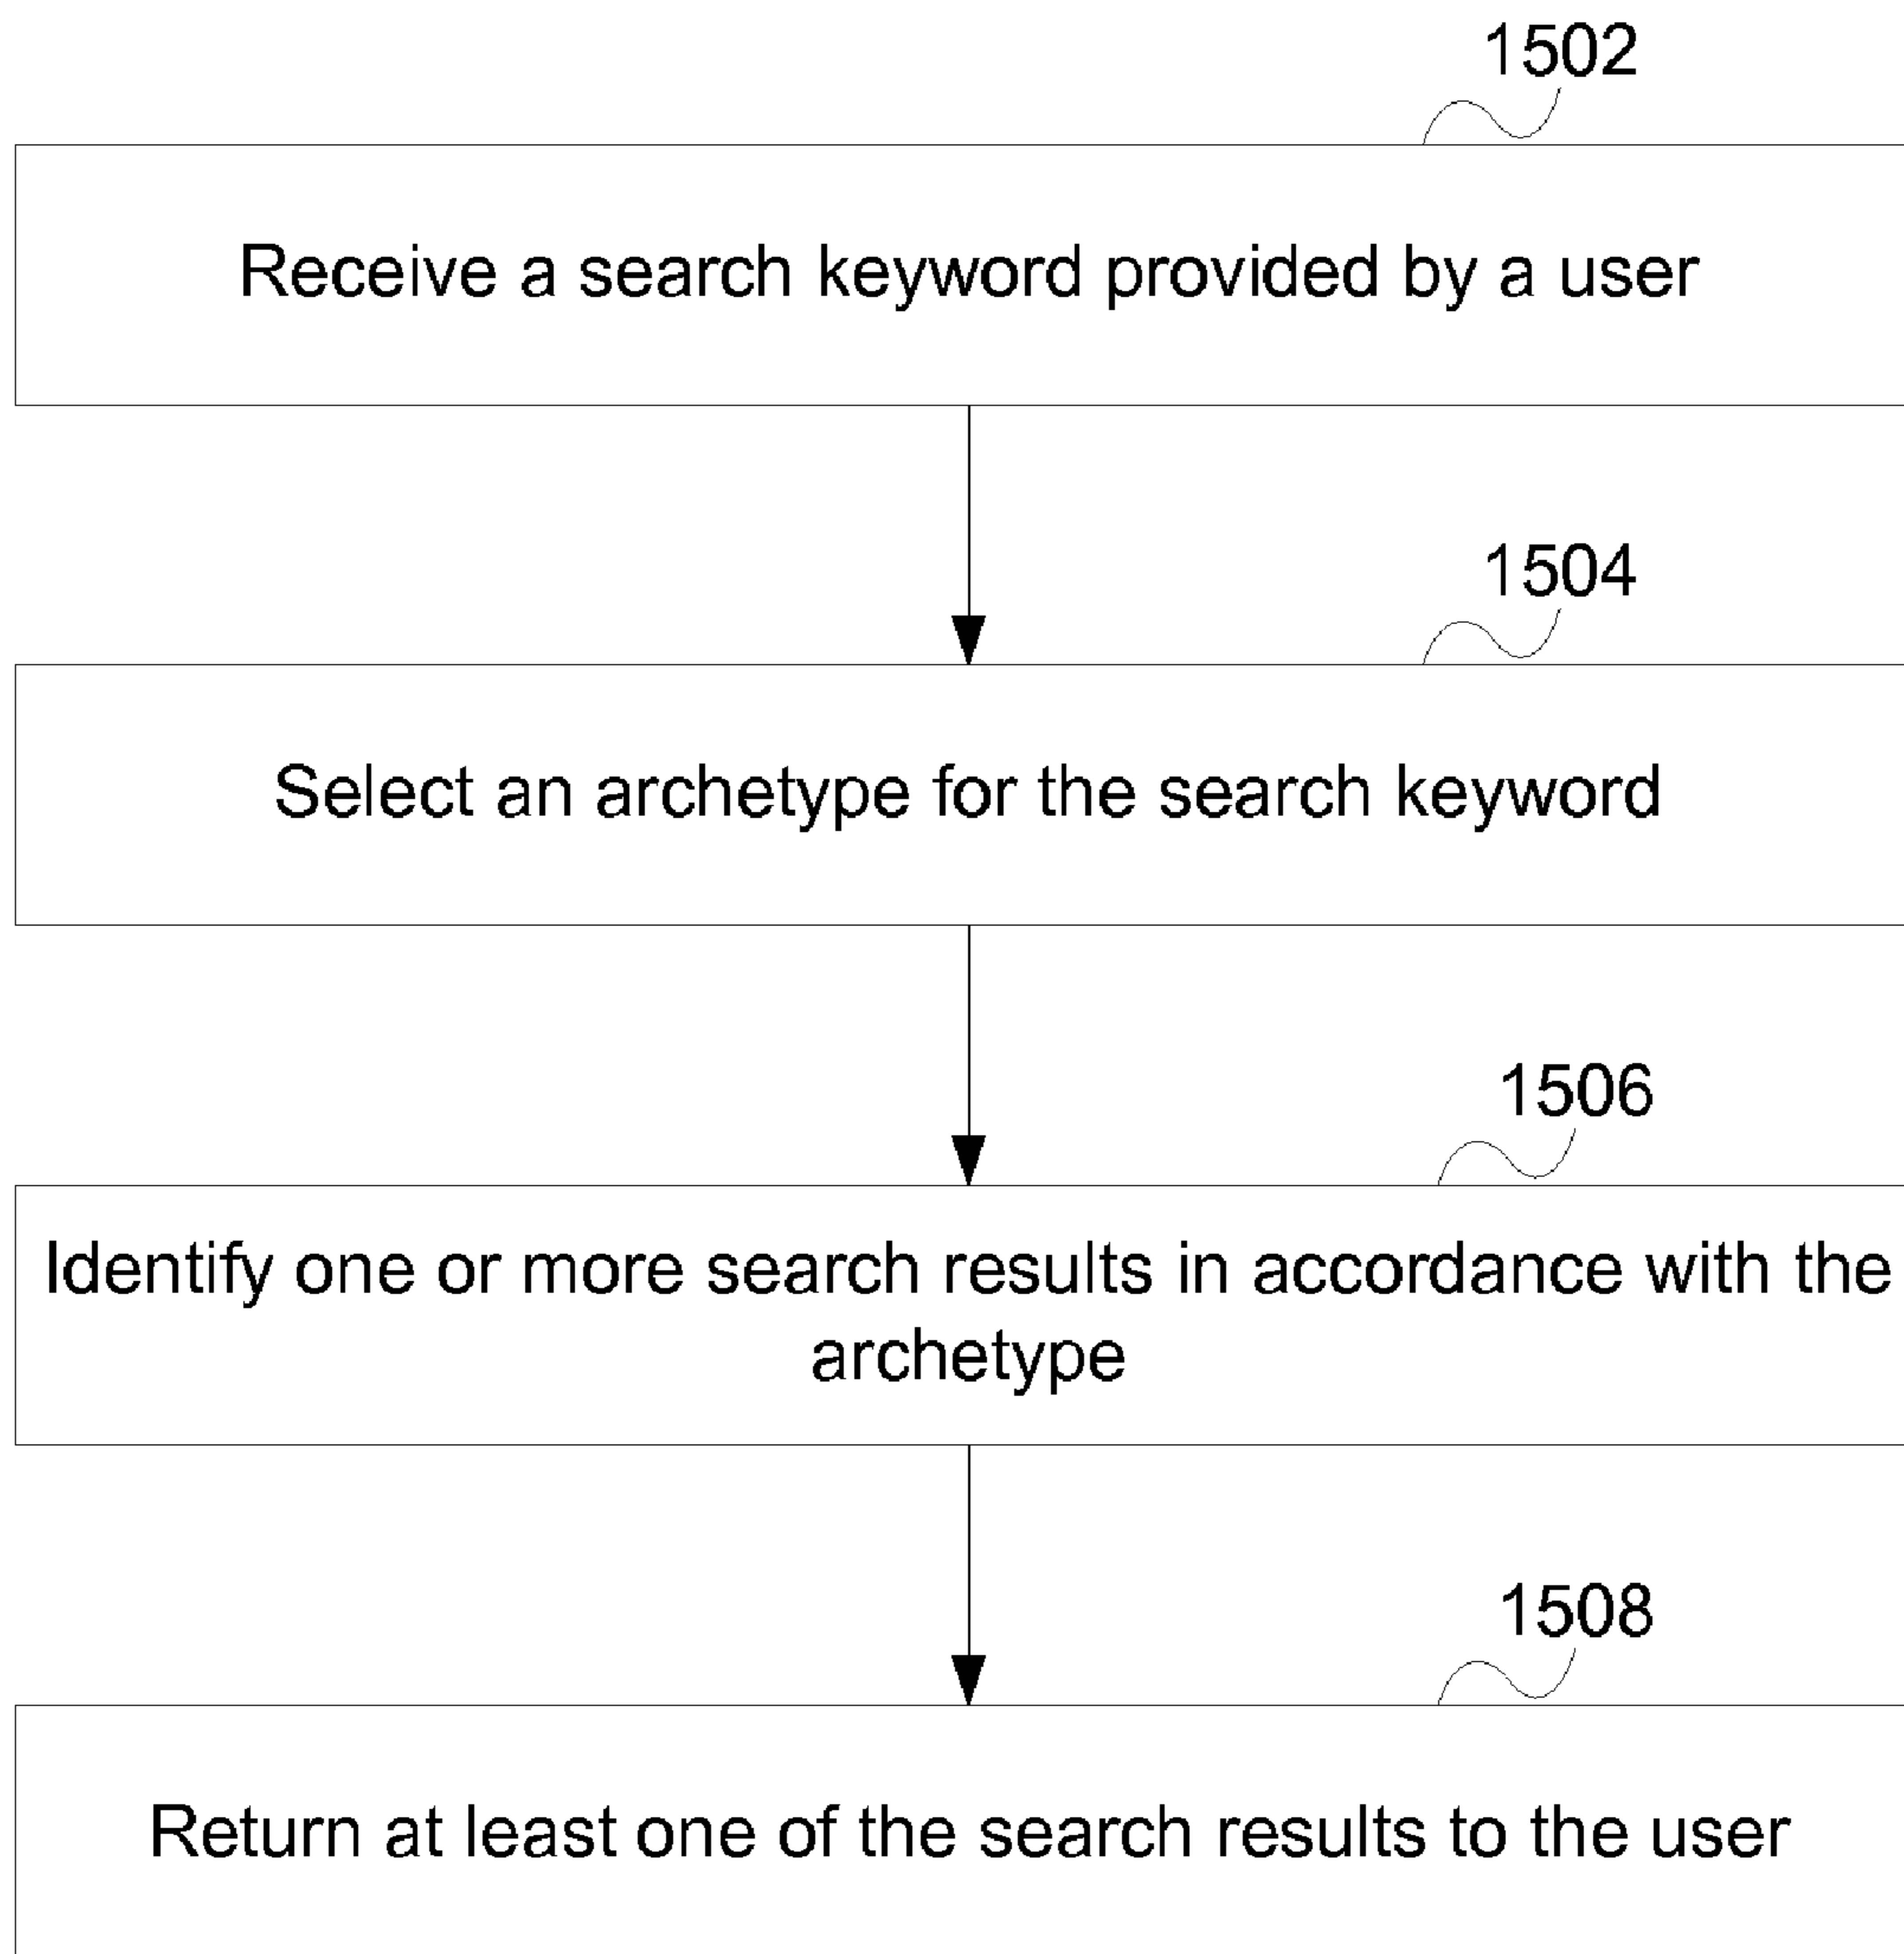 1502
Receive a search keyword provided by a user
1504
Select an archetype for the search keyword
1506
Identify one or more search results in accordance with the
archetype
1508
Return at least one of the search results to the user